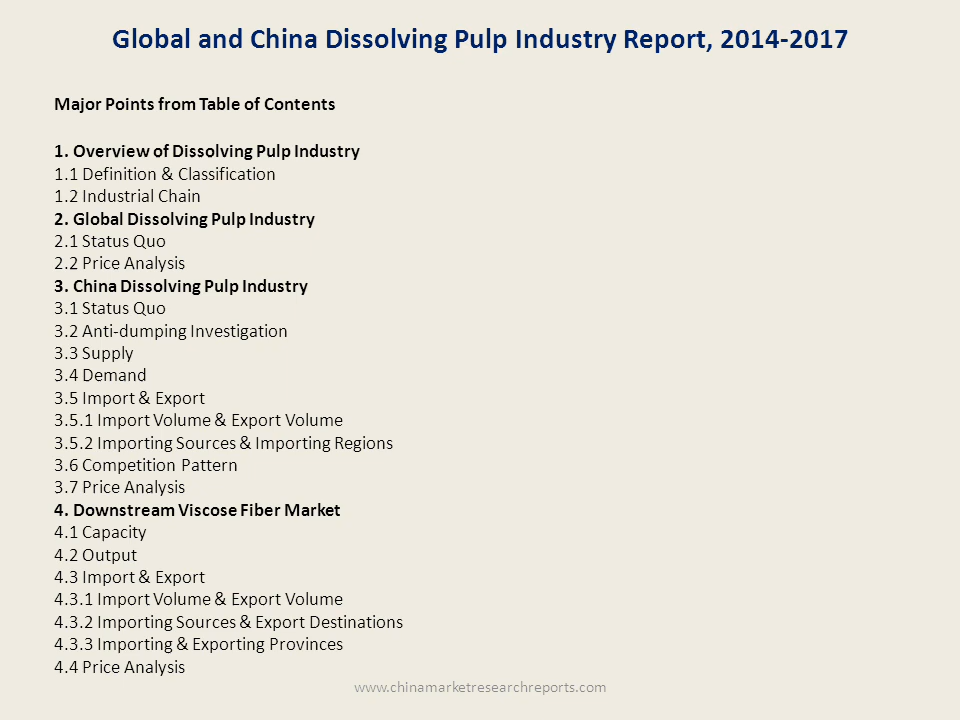 Global and China Dissolving Pulp Industry Report, 2014-2017
Major Points from Table of Contents
1. Overview of Dissolving Pulp Industry
1.1 Definition & Classification
1.2 Industrial Chain
2. Global Dissolving Pulp Industry
2.1 Status Quo
2.2 Price Analysis
3. China Dissolving Pulp Industry
3.1 Status Quo
3.2 Anti-dumping Investigation
3.3 Supply
3.4 Demand
3.5 Import & Export
3.5.1 Import Volume & Export Volume
3.5.2 Importing Sources & Importing Regions
3.6 Competition Pattern
3.7 Price Analysis
4. Downstream Viscose Fiber Market
4.1 Capacity
4.2 Output
4.3 Import & Export
4.3.1 Import Volume & Export Volume
4.3.2 Importing Sources & Export Destinations
4.3.3 Importing & Exporting Provinces
4.4 Price Analysis
www.chinamarketresearchreports.com